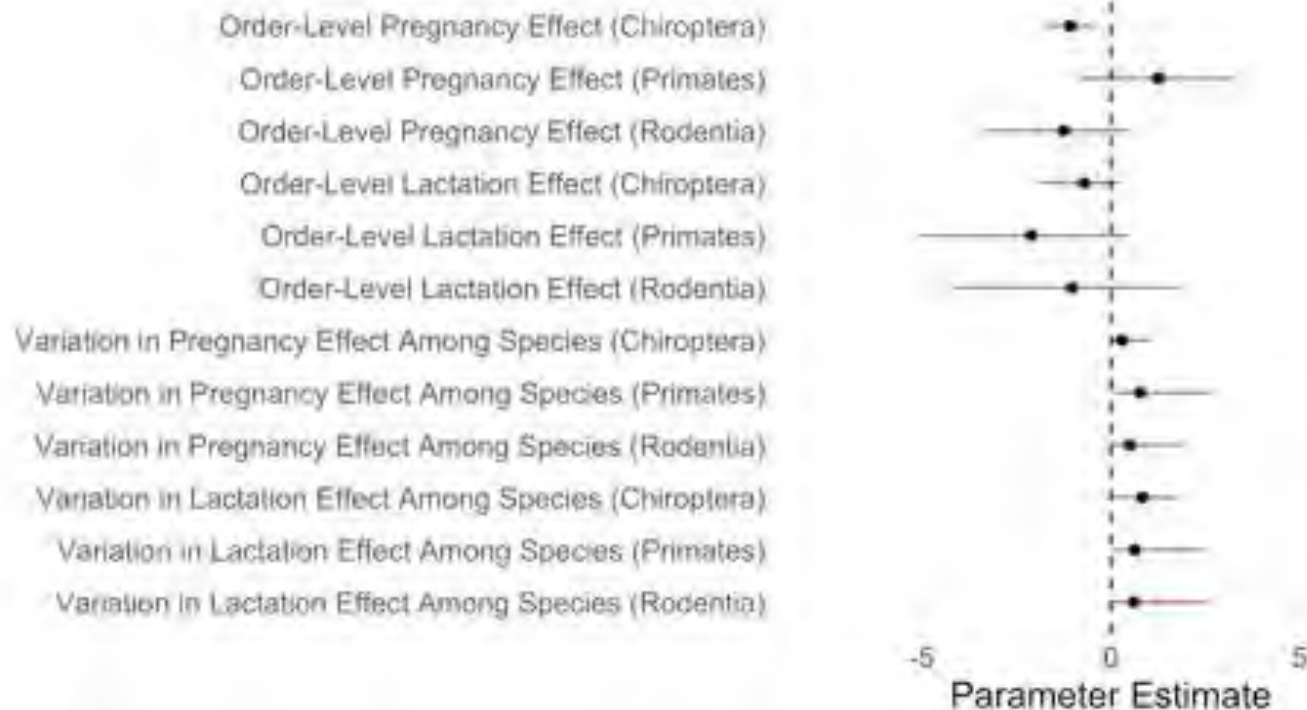 Order-Level Pregnancy Effect (Chiroptera)
Order-Level Pregnancy Effect (Primates)
Order-Level Pregnancy Effect (Rodentia)
Order-Level Lactation Effect (Chiroptera)
Order-Level Lactation Effect (Primates)
Order-Level Lactation Effect (Rodentia)
Variation in Pregnancy Effect Among Species (Chiroptera)
Variation in Pregnancy Effect Among Species (Primates)
Variation in Pregnancy Effect Among Species (Rodentia)
Variation in Lactation Effect Among Species (Chiroptera)
Variation in Lactation Effect Among Species (Primates)
Variation in Lactation Effect Among Species (Rodentia)
-5 0 5
Parameter Estimate